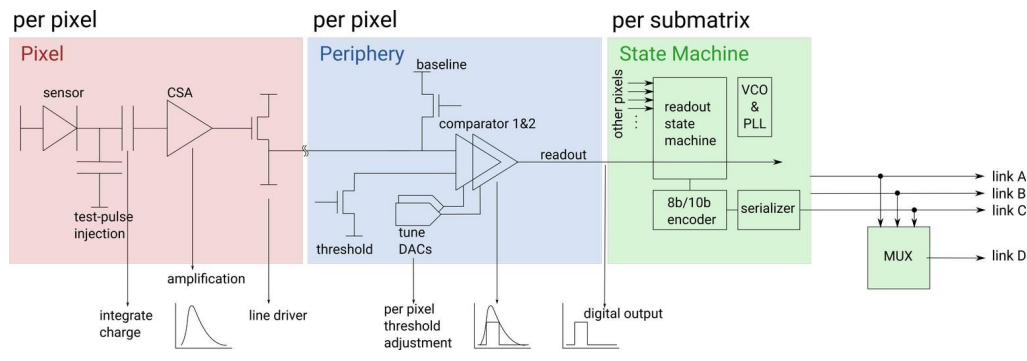 per pixel
per pixel
per submatrix
Pixel
Periphery
State Machine
sensor
CSA
baseline
comparator 1&2
other pixels
...
readout
state
machine
VCO
&
PLL
readout
link A
link B
link C
link D
8b/10b
encoder
serializer
MUX
test-pulse
injection
threshold
tune
DACs
amplification
integrate
charge
line driver
per pixel
threshold
adjustment
digital output